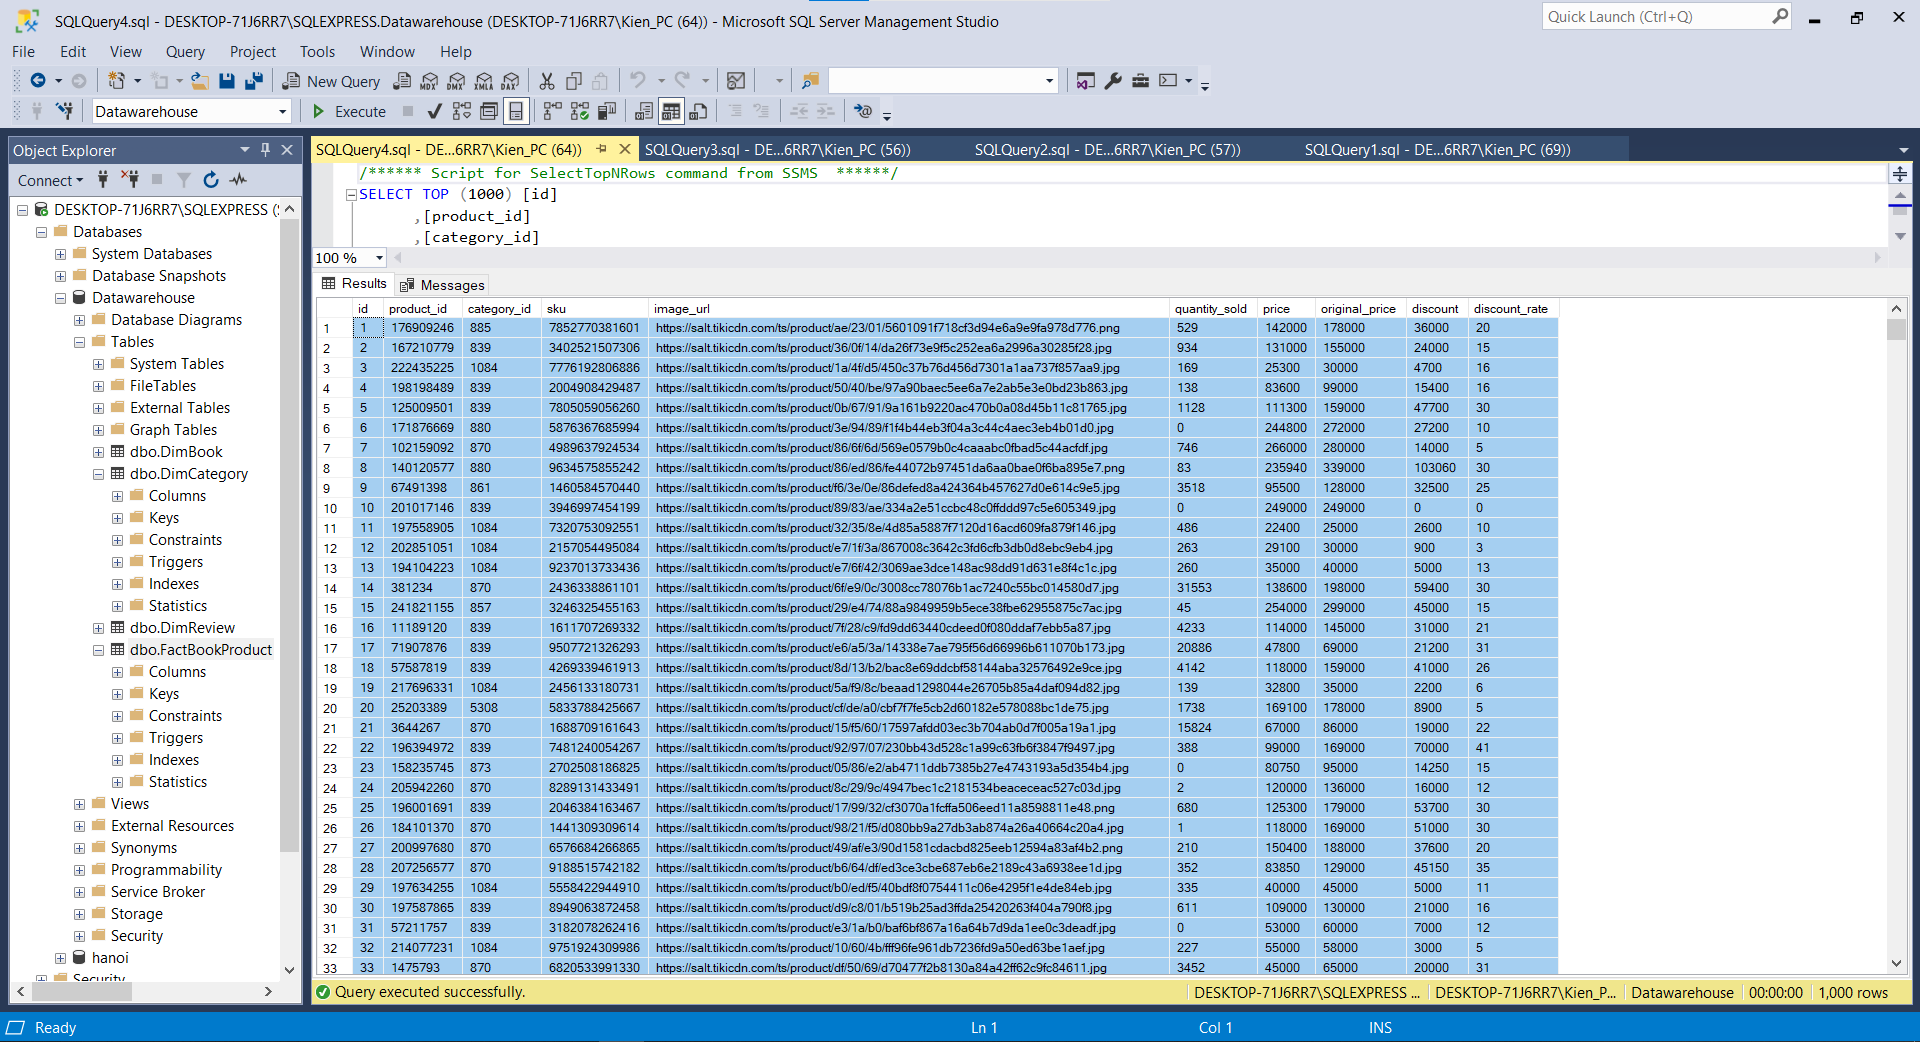 SQLQuery4.sql - DESKTOP-71J6RR7\SQLEXPRESS.Datawarehouse (DESKTOP-71J6RR7\Kien_PC (64)) - Microsoft SQL Server Management Studio
Quick Launch (Ctrl+Q)
File Edit View Query Project Tools Window Help
New Query MDX DMX XMLA DAX
Datawarehouse Execute
Object Explorer
SQLQuery4.sql - DE...6RR7\Kien_PC (64)) SQLQuery3.sql - DE...6RR7\Kien_PC (56)) SQLQuery2.sql - DE...6RR7\Kien_PC (57)) SQLQuery1.sql - DE...6RR7\Kien_PC (69))
Connect
DESKTOP-71J6RR7\SQLEXPRESS (
Databases
System Databases
Database Snapshots
Datawarehouse
Database Diagrams
Tables
System Tables
FileTables
External Tables
Graph Tables
dbo.DimBook
dbo.DimCategory
Columns
Keys
Constraints
Triggers
Indexes
Statistics
dbo.DimReview
dbo.FactBookProduct
Columns
Keys
Constraints
Triggers
Indexes
Statistics
Views
External Resources
Synonyms
Programmability
Service Broker
Storage
Security
hanoi
Security
/****** Script for SelectTopNRows command from SSMS ******/
SELECT TOP (1000) [id]
,[product_id]
,[category_id]
100 %
Results Messages
id product_id category_id sku image_url quantity_sold price original_price discount discount_rate
1 1 176909246 885 7852770381601 https://salt.tikicdn.com/ts/product/ae/23/01/5601091f718cf3d94e6a9e9fa978d776.png 529 142000 178000 36000 20
2 2 167210779 839 3402521507306 https://salt.tikicdn.com/ts/product/36/0f/14/da26f73e9f5c252ea6a2996a30285f28.jpg 934 131000 155000 24000 15
3 3 222435225 1084 7776192806886 https://salt.tikicdn.com/ts/product/1a/4f/d5/450c37b76d456d7301a1aa737f857aa9.jpg 169 25300 30000 4700 16
4 4 198198489 839 2004908429487 https://salt.tikicdn.com/ts/product/50/40/be/97a90baec5ee6a7e2ab5e3e0bd23b863.jpg 138 83600 99000 15400 16
5 5 125009501 839 7805059056260 https://salt.tikicdn.com/ts/product/0b/67/91/9a161b9220ac470b0a08d45b11c81765.jpg 1128 111300 159000 47700 30
6 6 171876669 880 5876367685994 https://salt.tikicdn.com/ts/product/3e/94/89/f1f4b44eb3f04a3c44c4aec3eb4b01d0.jpg 0 244800 272000 27200 10
7 7 102159092 870 4989637924534 https://salt.tikicdn.com/ts/product/86/6f/6d/569e0579b0c4caaabc0fbad5c44acfdf.jpg 746 266000 280000 14000 5
8 8 140120577 880 9634575855242 https://salt.tikicdn.com/ts/product/86/ed/86/fe44072b97451da6aa0bae0f6ba895e7.png 83 235940 339000 103060 30
9 9 67491398 861 1460584570440 https://salt.tikicdn.com/ts/product/f6/3e/0e/86defed8a424364b457627d0e614c9e5.jpg 3518 95500 128000 32500 25
10 10 201017146 839 3946997454199 https://salt.tikicdn.com/ts/product/89/83/ae/334a2e51ccbc48c0ffddd97c5e605349.jpg 0 249000 249000 0 0
11 11 197558905 1084 7320753092551 https://salt.tikicdn.com/ts/product/32/35/8e/4d85a5887f7120d16acd609fa879f146.jpg 486 22400 25000 2600 10
12 12 202851051 1084 2157054495084 https://salt.tikicdn.com/ts/product/e7/1f/3a/867008c3642c3fd6cfb3db0d8ebc9eb4.jpg 263 29100 30000 900 3
13 13 194104223 1084 9237013733436 https://salt.tikicdn.com/ts/product/e7/6f/42/3069ae3dce148ac98dd91d631e8f4c1c.jpg 260 35000 40000 5000 13
14 14 381234 870 2436338861101 https://salt.tikicdn.com/ts/product/6f/e9/0c/3008cc78076b1ac7240c55bc014580d7.jpg 31553 138600 198000 59400 30
15 15 241821155 857 3246325455163 https://salt.tikicdn.com/ts/product/29/e4/74/88a9849959b5ece38fbe62955875c7ac.jpg 45 254000 299000 45000 15
16 16 11189120 839 1611707269332 https://salt.tikicdn.com/ts/product/7f/28/c9/fd9dd63440cdeed0f080ddaf7ebb5a87.jpg 4233 114000 145000 31000 21
17 17 71907876 839 9507721326293 https://salt.tikicdn.com/ts/product/e6/a5/3a/14338e7ae795f56d66996b611070b173.jpg 20886 47800 69000 21200 31
18 18 57587819 839 4269339461913 https://salt.tikicdn.com/ts/product/8d/13/b2/bac8e69ddcbf58144aba32576492e9ce.jpg 4142 118000 159000 41000 26
19 19 217696331 1084 2456133180731 https://salt.tikicdn.com/ts/product/5a/f9/8c/beaad1298044e26705b85a4daf094d82.jpg 139 32800 35000 2200 6
20 20 25203389 5308 5833788425667 https://salt.tikicdn.com/ts/product/cf/de/a0/cbf7f7fe5cb2d60182e578088bc1de75.jpg 1738 169100 178000 8900 5
21 21 3644267 870 1688709161643 https://salt.tikicdn.com/ts/product/15/f5/60/17597afdd03ec3b704ab0d7f005a19a1.jpg 15824 67000 86000 19000 22
22 22 196394972 839 7481240054267 https://salt.tikicdn.com/ts/product/92/97/07/230bb43d528c1a99c63fb6f3847f9497.jpg 388 99000 169000 70000 41
23 23 158235745 873 2702508186825 https://salt.tikicdn.com/ts/product/05/86/e2/ab4711ddb7385b27e4743193a5d354b4.jpg 0 80750 95000 14250 15
24 24 205942260 870 8289131433491 https://salt.tikicdn.com/ts/product/8c/29/9c/4947bec1c2181534beaceceac527c03d.jpg 2 120000 136000 16000 12
25 25 196001691 839 2046384163467 https://salt.tikicdn.com/ts/product/17/99/32/cf3070a1fcffa506eed11a8598811e48.png 680 125300 179000 53700 30
26 26 184101370 870 1441309309614 https://salt.tikicdn.com/ts/product/98/21/f5/d080bb9a27db3ab874a26a40664c20a4.jpg 1 118000 169000 51000 30
27 27 200997680 870 6576684266865 https://salt.tikicdn.com/ts/product/49/af/e3/90d1581cdacbd825eeb12594a83af4b2.png 210 150400 188000 37600 20
28 28 207256577 870 9188515742182 https://salt.tikicdn.com/ts/product/b6/64/df/ed3ce3cbe687eb6e2189c43a6938ee1d.jpg 352 83850 129000 45150 35
29 29 197634255 1084 5558422944910 https://salt.tikicdn.com/ts/product/b0/ed/f5/40bdf8f0754411c06e4295f1e4de84eb.jpg 335 40000 45000 5000 11
30 30 197587865 839 8949063872458 https://salt.tikicdn.com/ts/product/d9/c8/01/b519b25ad3ffda25420263f404a790f8.jpg 611 109000 130000 21000 16
31 31 57211757 839 3182078262416 https://salt.tikicdn.com/ts/product/e3/1a/b0/baf6bf867a16a64b7d9da1ee0c3deadf.jpg 0 53000 60000 7000 12
32 32 214077231 1084 9751924309986 https://salt.tikicdn.com/ts/product/10/60/4b/fff96fe961db7236fd9a50ed63be1aef.jpg 227 55000 58000 3000 5
33 33 1475793 870 6820533991330 https://salt.tikicdn.com/ts/product/df/50/69/d70477f2b8130a84a42ff62c9fc84611.jpg 3452 45000 65000 20000 31
Query executed successfully. DESKTOP-71J6RR7\SQLEXPRESS ... DESKTOP-71J6RR7\Kien_P... Datawarehouse 00:00:00 1,000 rows
Ready Ln 1 Col 1 INS